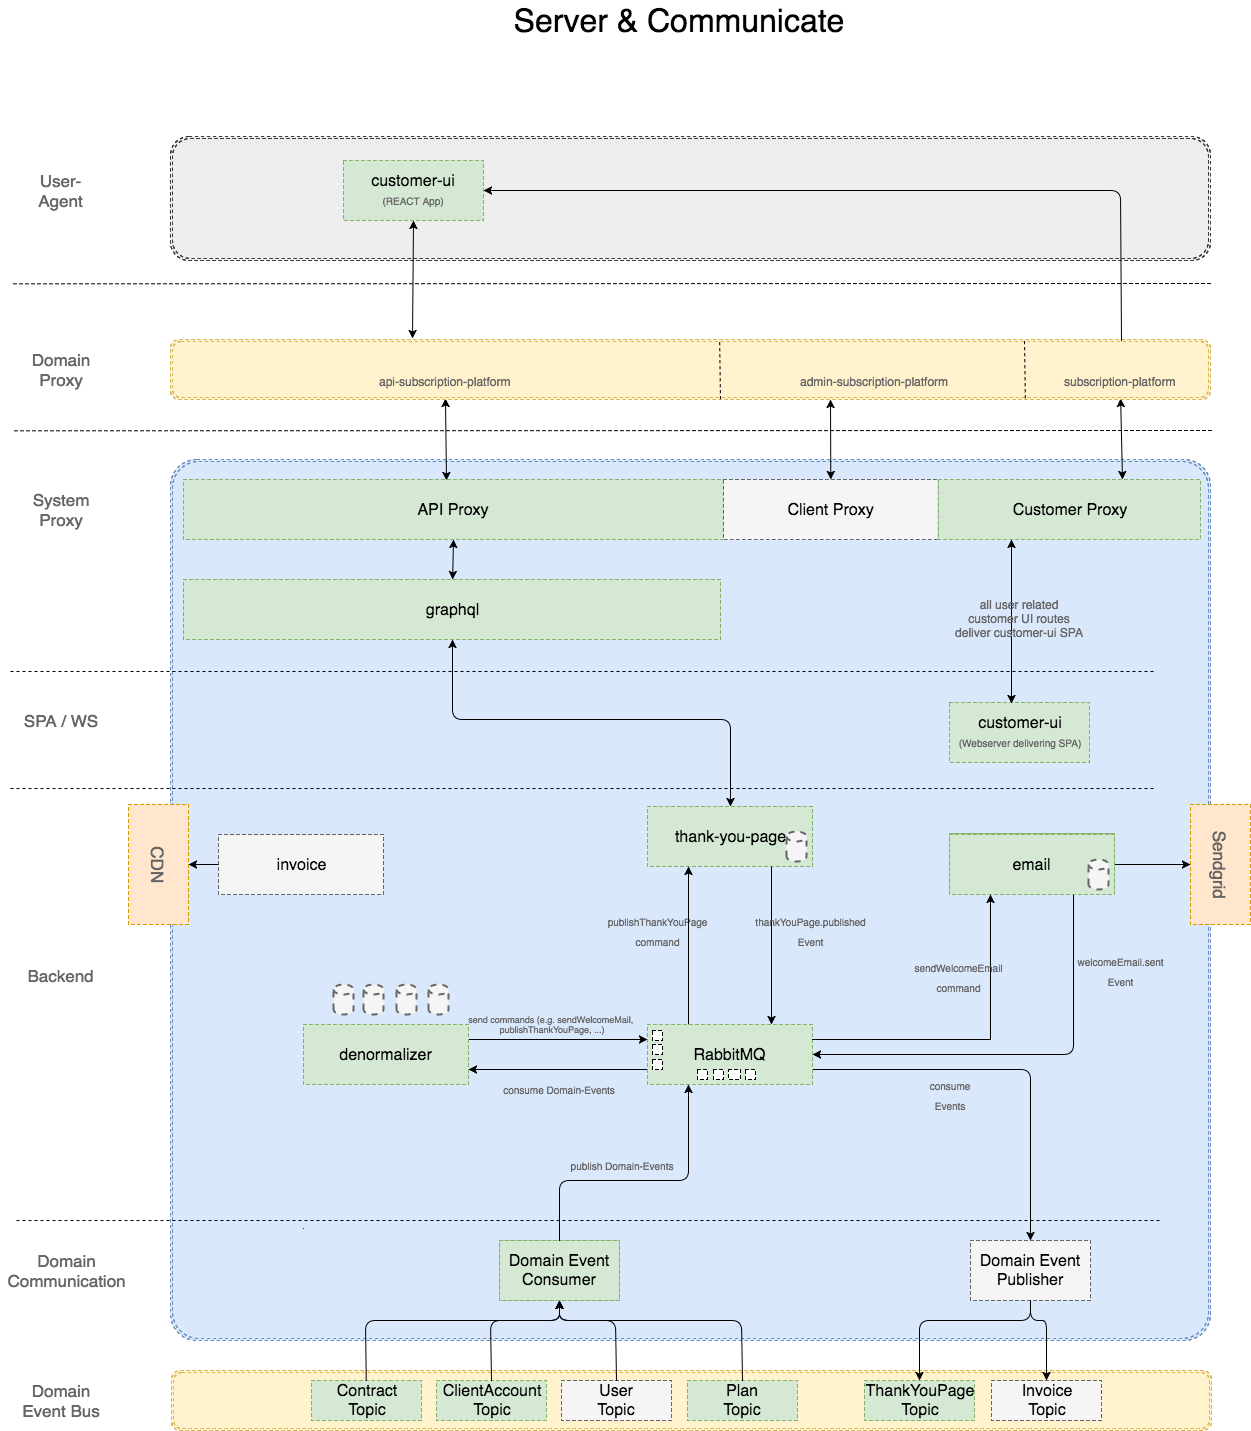 Server & Communicate
User-
Agent
customer-ui
(REACT App)
Domain
Proxy
api-subscription-platform
admin-subscription-platform
subscription-platform
System
Proxy
API Proxy
Client Proxy
Customer Proxy
graphql
all user related
customer UI routes
deliver customer-ui SPA
SPA / WS
customer-ui
(Webserver delivering SPA)
Backend
CDN
invoice
thank-you-page
email
Sendgrid
publishThankYouPage
command
thankYouPage.published
Event
sendWelcomeEmail
command
welcomeEmail.sent
Event
send commands (e.g. sendWelcomeMail,
publishThankYouPage, ...)
denormalizer
RabbitMQ
consume Domain-Events
consume
Events
publish Domain-Events
Domain
Communication
Domain Event
Consumer
Domain Event
Publisher
Domain
Event Bus
Contract
Topic
ClientAccount
Topic
User
Topic
Plan
Topic
ThankYouPage
Topic
Invoice
Topic